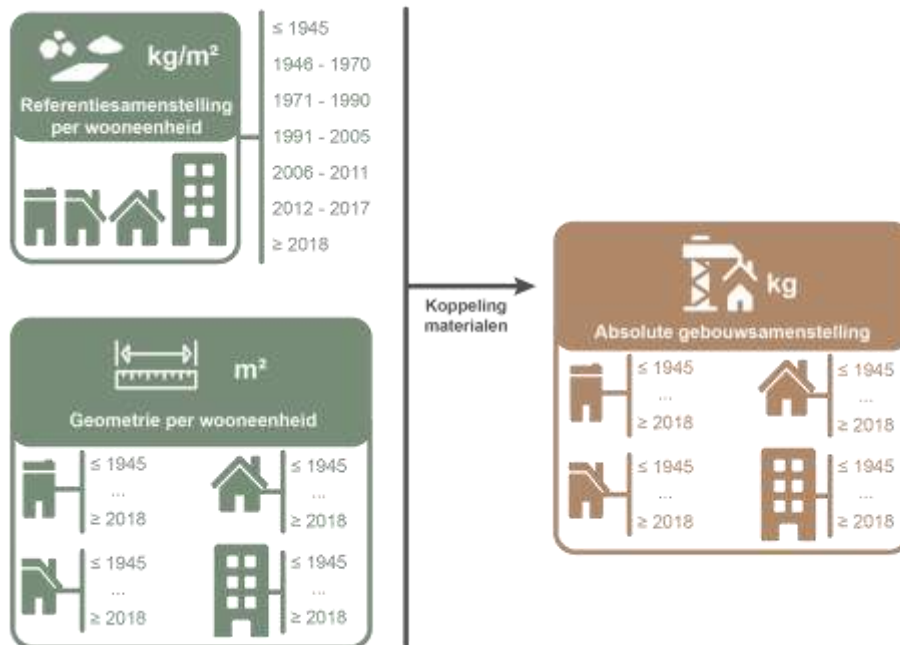 kg/m²
Referentiesamenstelling
per wooneenheid
≤ 1945
1946 - 1970
1971 - 1990
1991 - 2005
2006 - 2011
2012 - 2017
≥ 2018
m²
Geometrie per wooneenheid
≤ 1945
...
≥ 2018
≤ 1945
...
≥ 2018
≤ 1945
...
≥ 2018
≤ 1945
...
≥ 2018
Koppeling
materialen
kg
Absolute gebouwsamenstelling
≤ 1945
...
≥ 2018
≤ 1945
...
≥ 2018
≤ 1945
...
≥ 2018
≤ 1945
...
≥ 2018